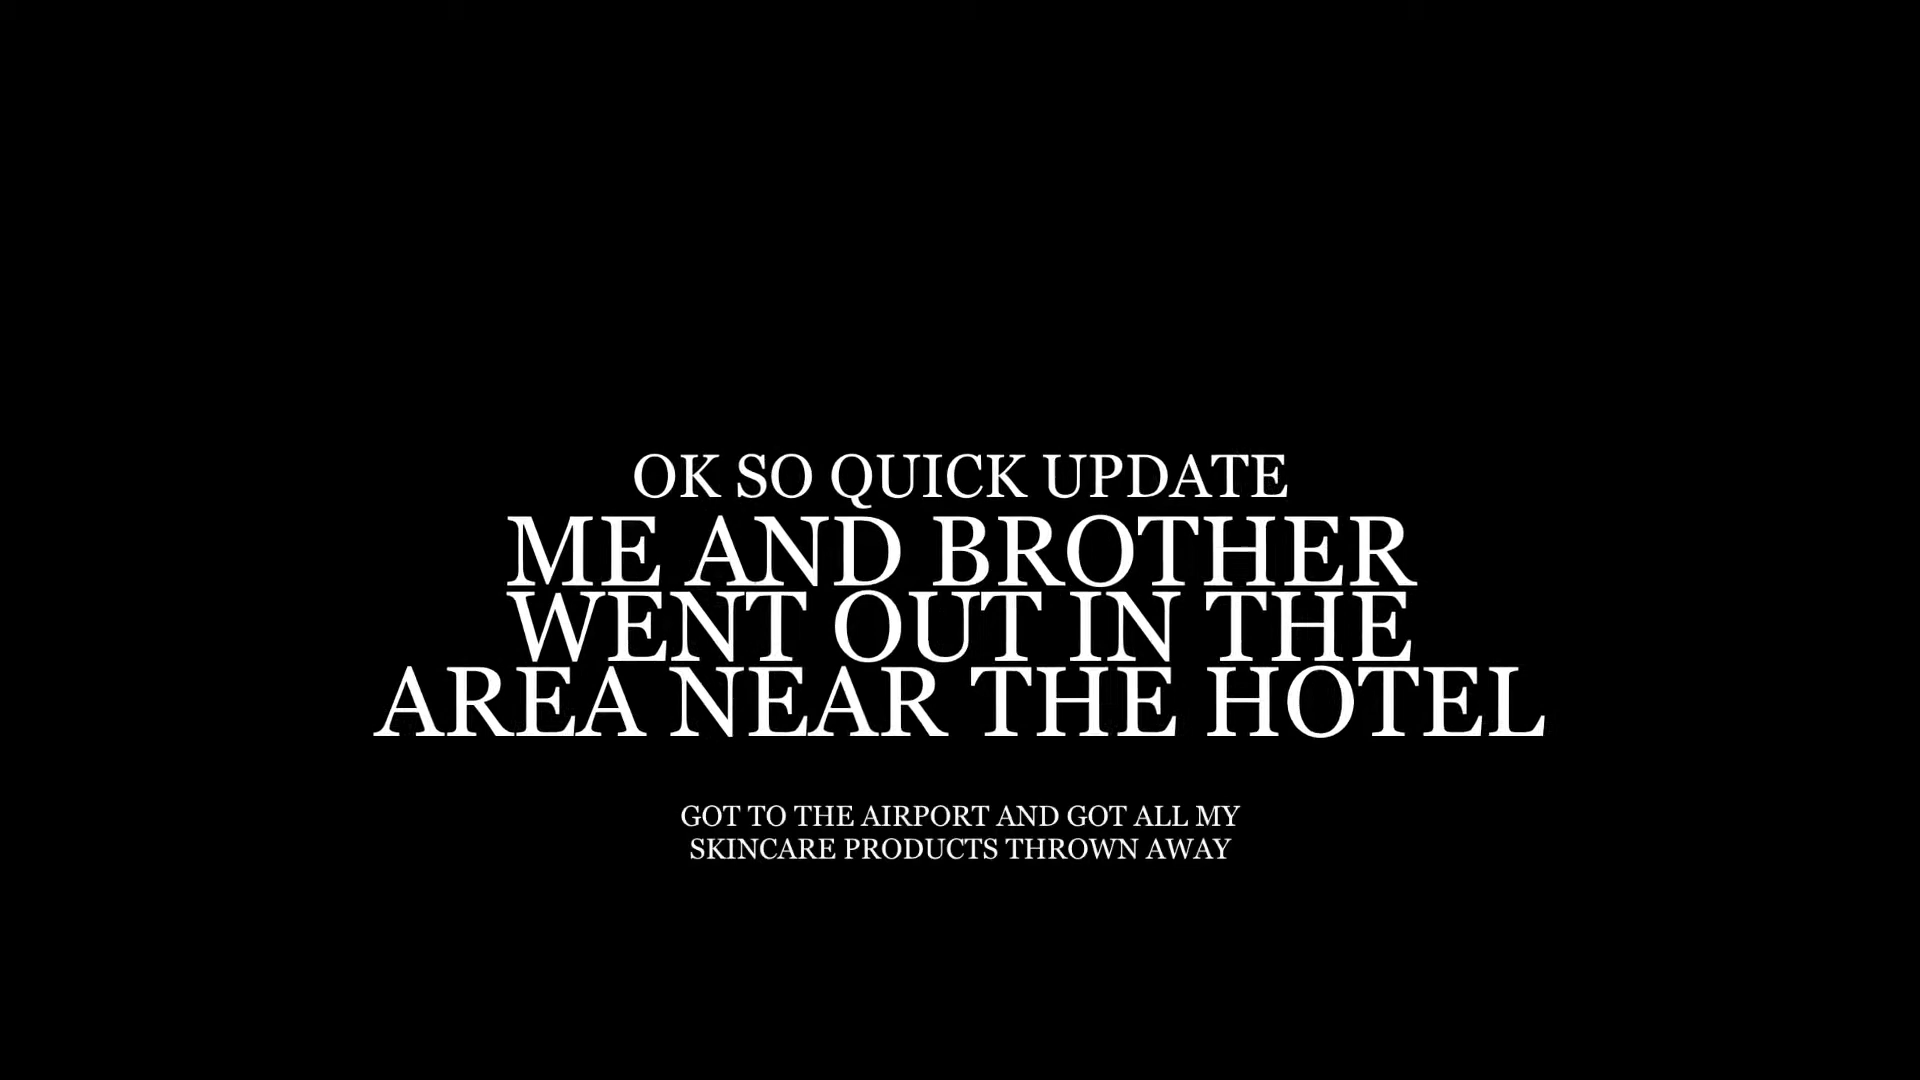 OK SO QUICK UPDATE
ME AND BROTHER
WENT OUT IN THE
AREA NEAR THE HOTEL
GOT TO THE AIRPORT AND GOT ALL MY
SKINCARE PRODUCTS THROWN AWAY